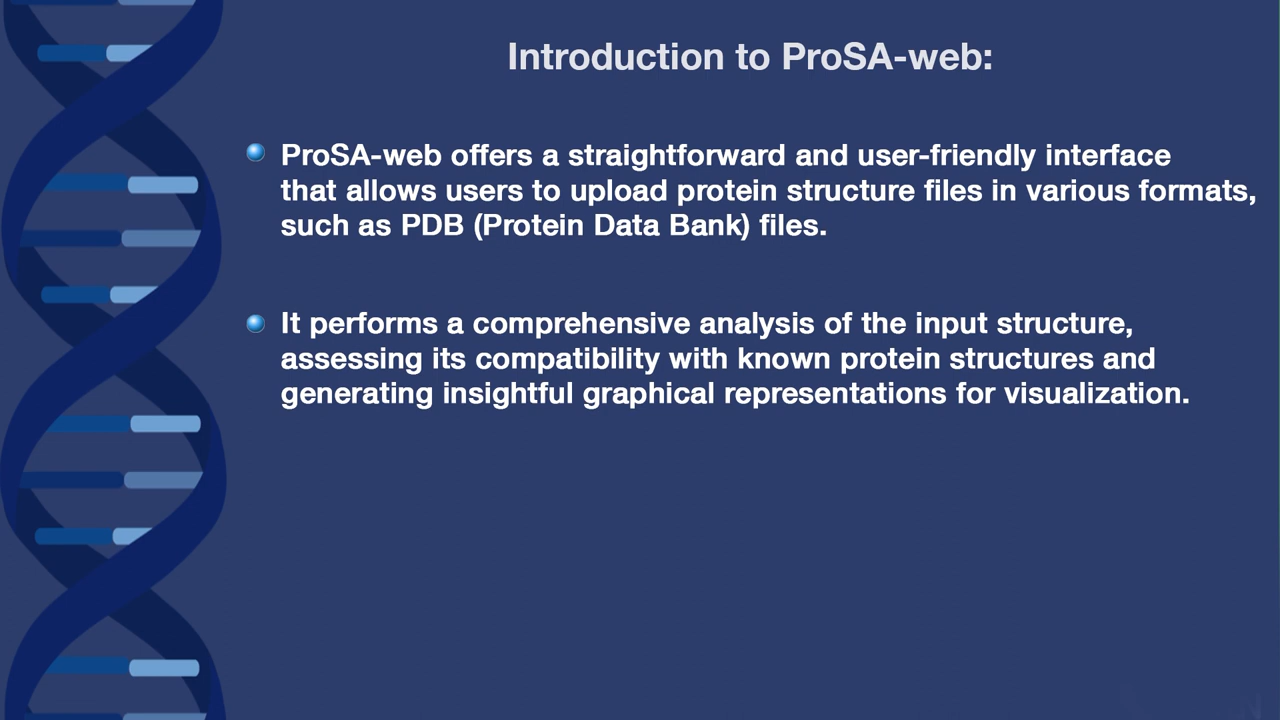 Introduction to ProSA-web:
ProSA-web offers a straightforward and user-friendly interface
that allows users to upload protein structure files in various formats,
such as PDB (Protein Data Bank) files.
It performs a comprehensive analysis of the input structure,
assessing its compatibility with known protein structures and
generating insightful graphical representations for visualization.